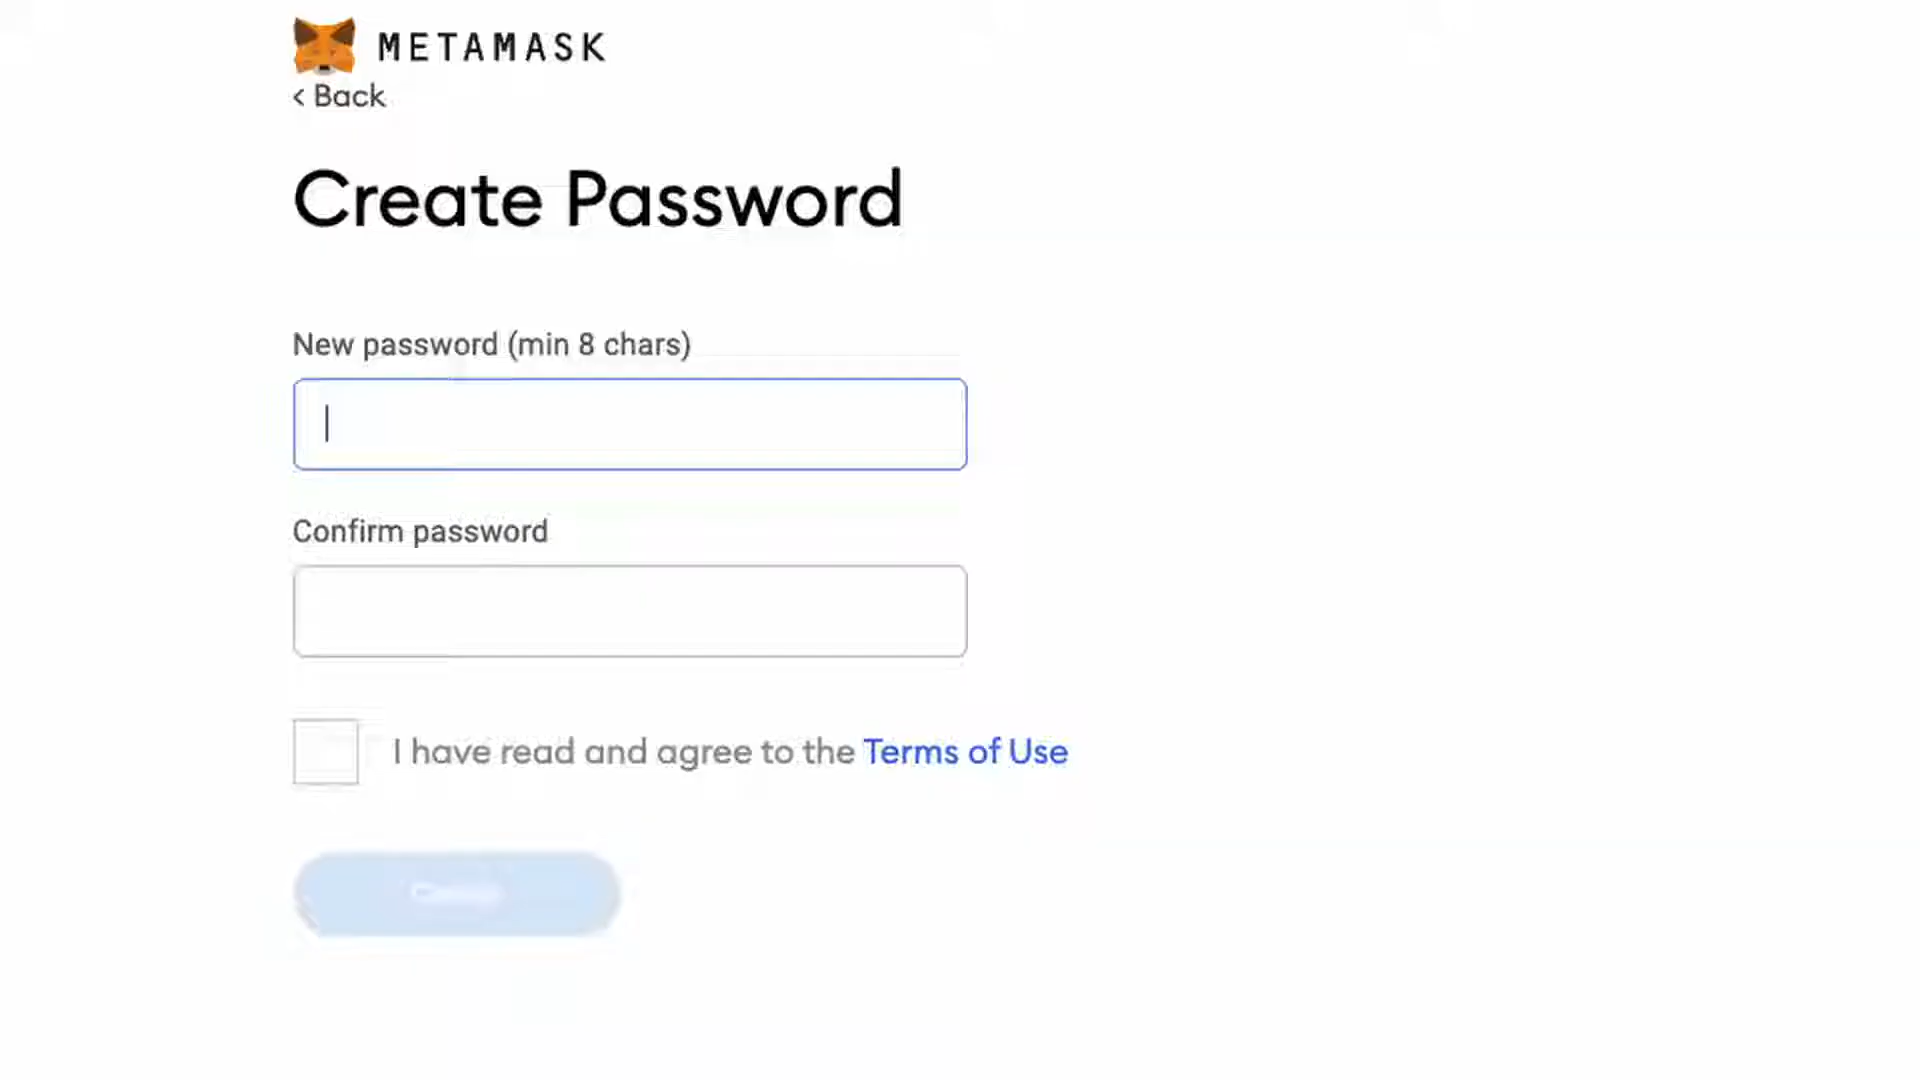 METAMASK
< Back
Create Password
New password (min 8 chars)
Confirm password
I have read and agree to the Terms of Use